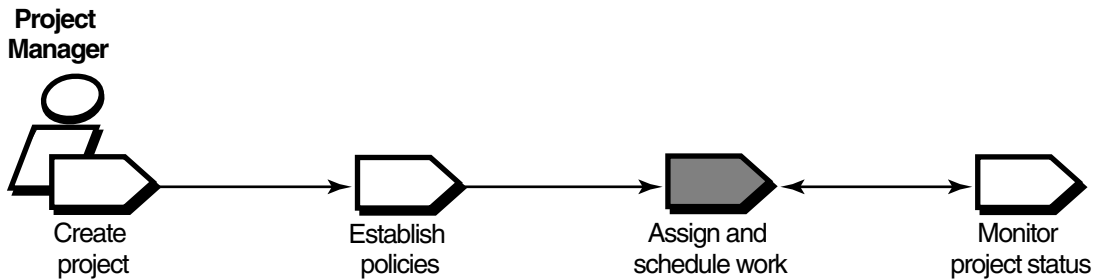 Project
Manager
Create
project
Establish
policies
Assign and
schedule work
Monitor
project status